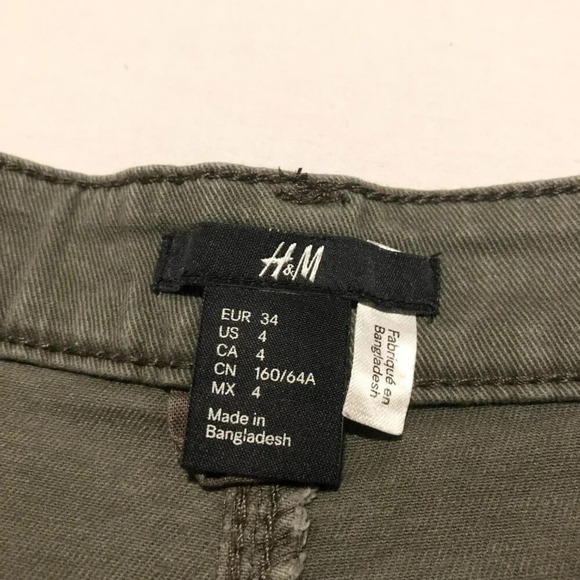 H&M
EUR 34
US 4
CA 4
CN 160/64A
MX 4
Made in
Bangladesh
Fabriqué en
Bangladesh